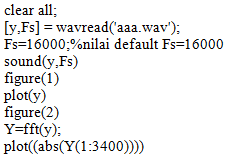 clear all;
[y,Fs] = wavread('aaa.wav');
Fs=16000;%nilai default Fs=16000
sound(y,Fs)
figure(1)
plot(y)
figure(2)
Y=fft(y);
plot((abs(Y(1:3400))))